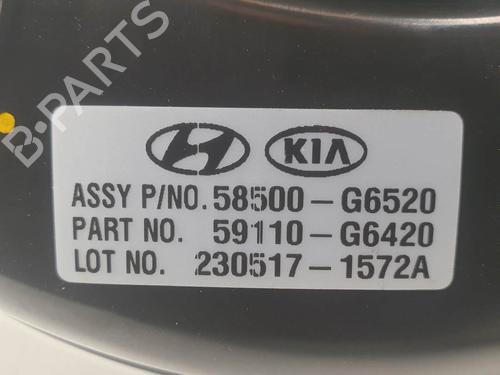 B-PARTS
KIA
ASSY P/NO. 58500-G6520
PART NO. 59110-G6420
LOT NO. 230517-1572A